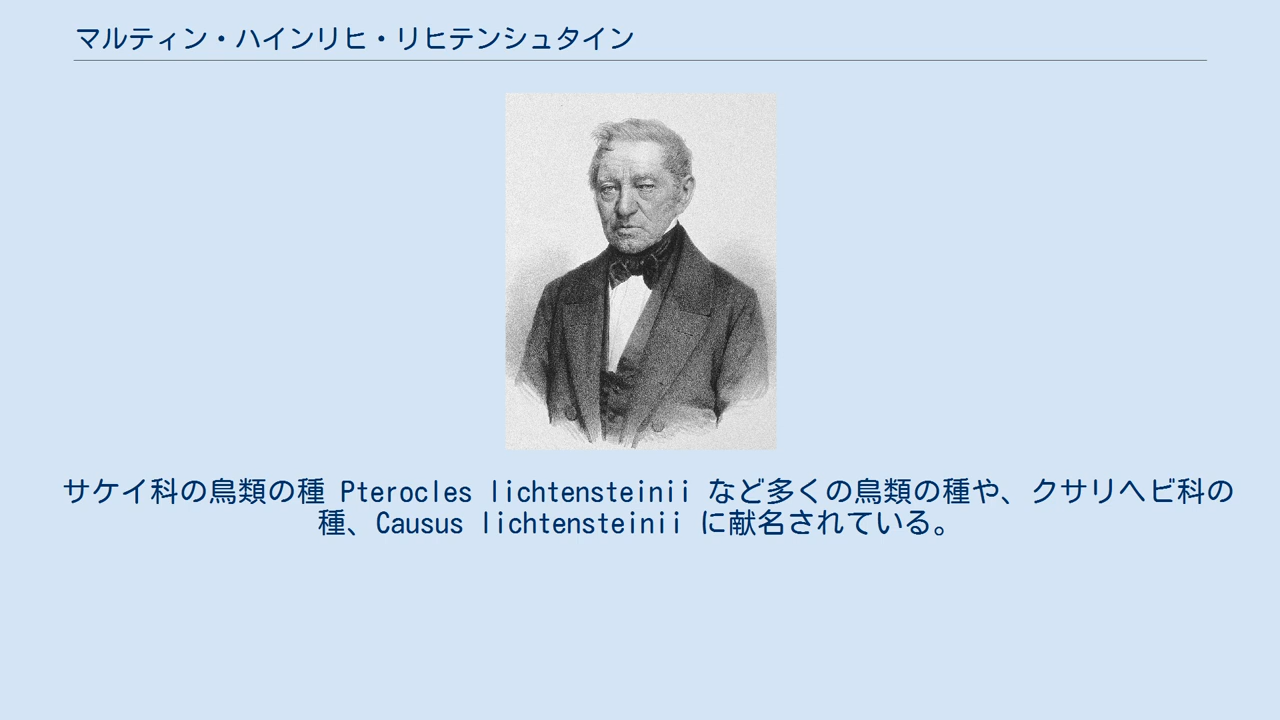 マルティン・ハインリヒ・リヒテンシュタイン
サケイ科の鳥類の種 Pterocles lichtensteinii など多くの鳥類の種や、クサリヘビ科の
種、Causus lichtensteinii に献名されている。